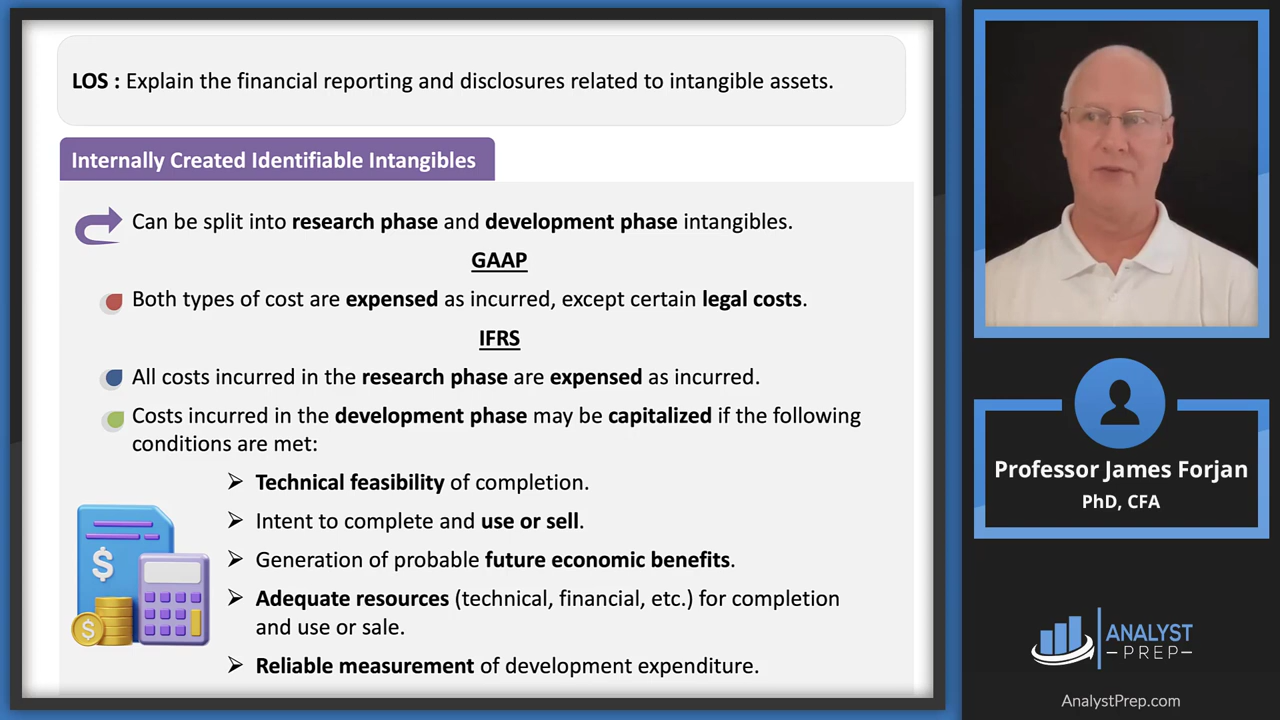 LOS : Explain the financial reporting and disclosures related to intangible assets.
Internally Created Identifiable Intangibles
Can be split into research phase and development phase intangibles.
GAAP
Both types of cost are expensed as incurred, except certain legal costs.
IFRS
All costs incurred in the research phase are expensed as incurred.
Costs incurred in the development phase may be capitalized if the following
conditions are met:
Technical feasibility of completion.
Intent to complete and use or sell.
Generation of probable future economic benefits.
Adequate resources (technical, financial, etc.) for completion
and use or sale.
Reliable measurement of development expenditure.
$
$
Professor James Forjan
PhD, CFA
ANALYST
PREP
AnalystPrep.com